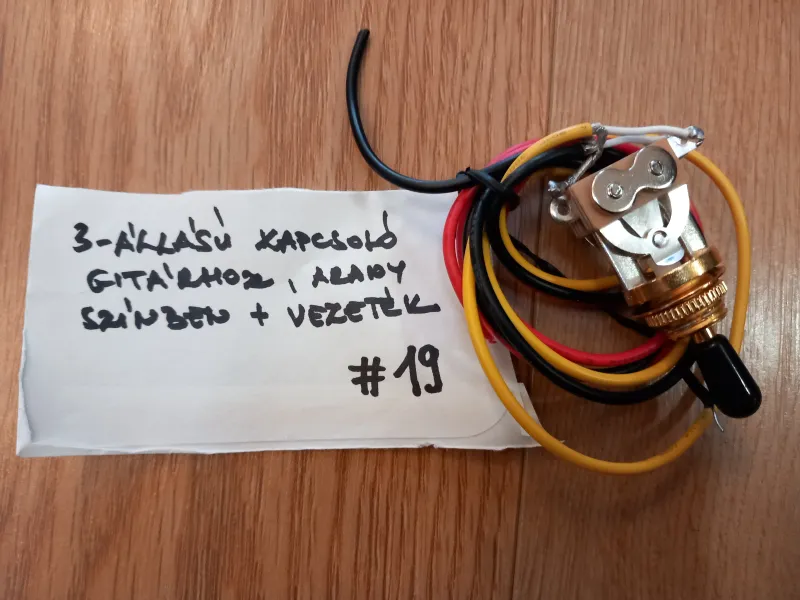 3-ÁLLÁSÚ KAPCSOLÓ
GITÁRHOZ, ARANY
SZÍNBEN + VEZETÉK
#19